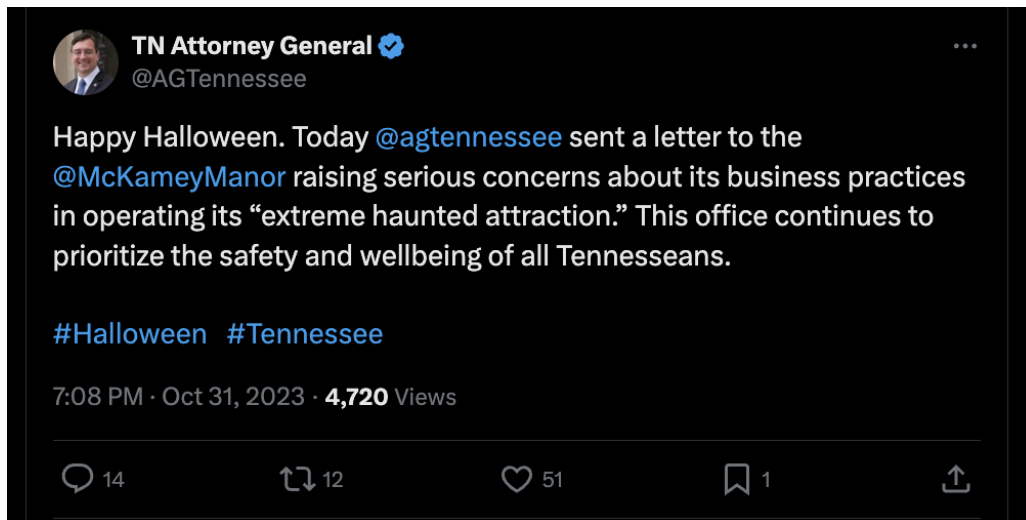 TN Attorney General
@AGTennessee
Happy Halloween. Today @agtennessee sent a letter to the
@McKameyManor raising serious concerns about its business practices
in operating its “extreme haunted attraction.” This office continues to
prioritize the safety and wellbeing of all Tennesseans.
#Halloween #Tennessee
7:08 PM · Oct 31, 2023 · 4,720 Views
14 12 51 1